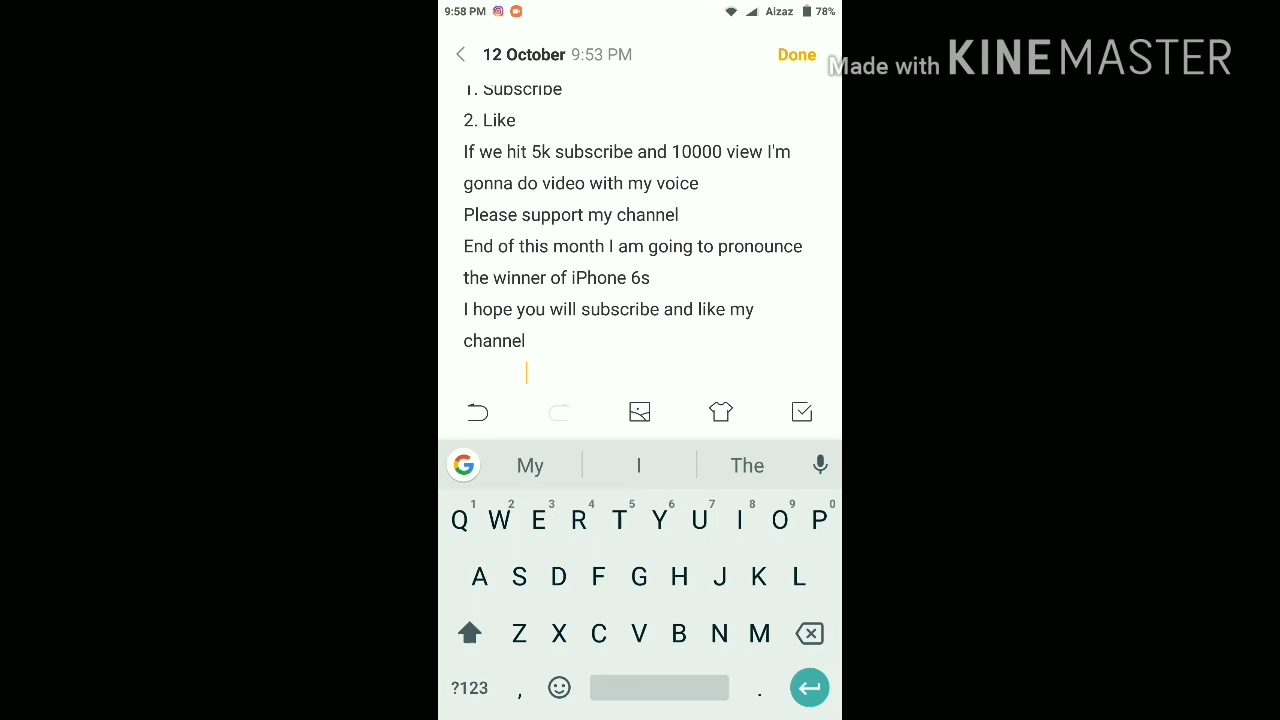 9:58 PM Aizaz 78%
12 October 9:53 PM Done
Made with KINEMASTER
1. Subscribe
2. Like
If we hit 5k subscribe and 10000 view I'm
gonna do video with my voice
Please support my channel
End of this month I am going to pronounce
the winner of iPhone 6s
I hope you will subscribe and like my
channel
G My I The
1 2 3 4 5 6 7 8 9 0
Q W E R T Y U I O P
A S D F G H J K L
Z X C V B N M
?123 , .